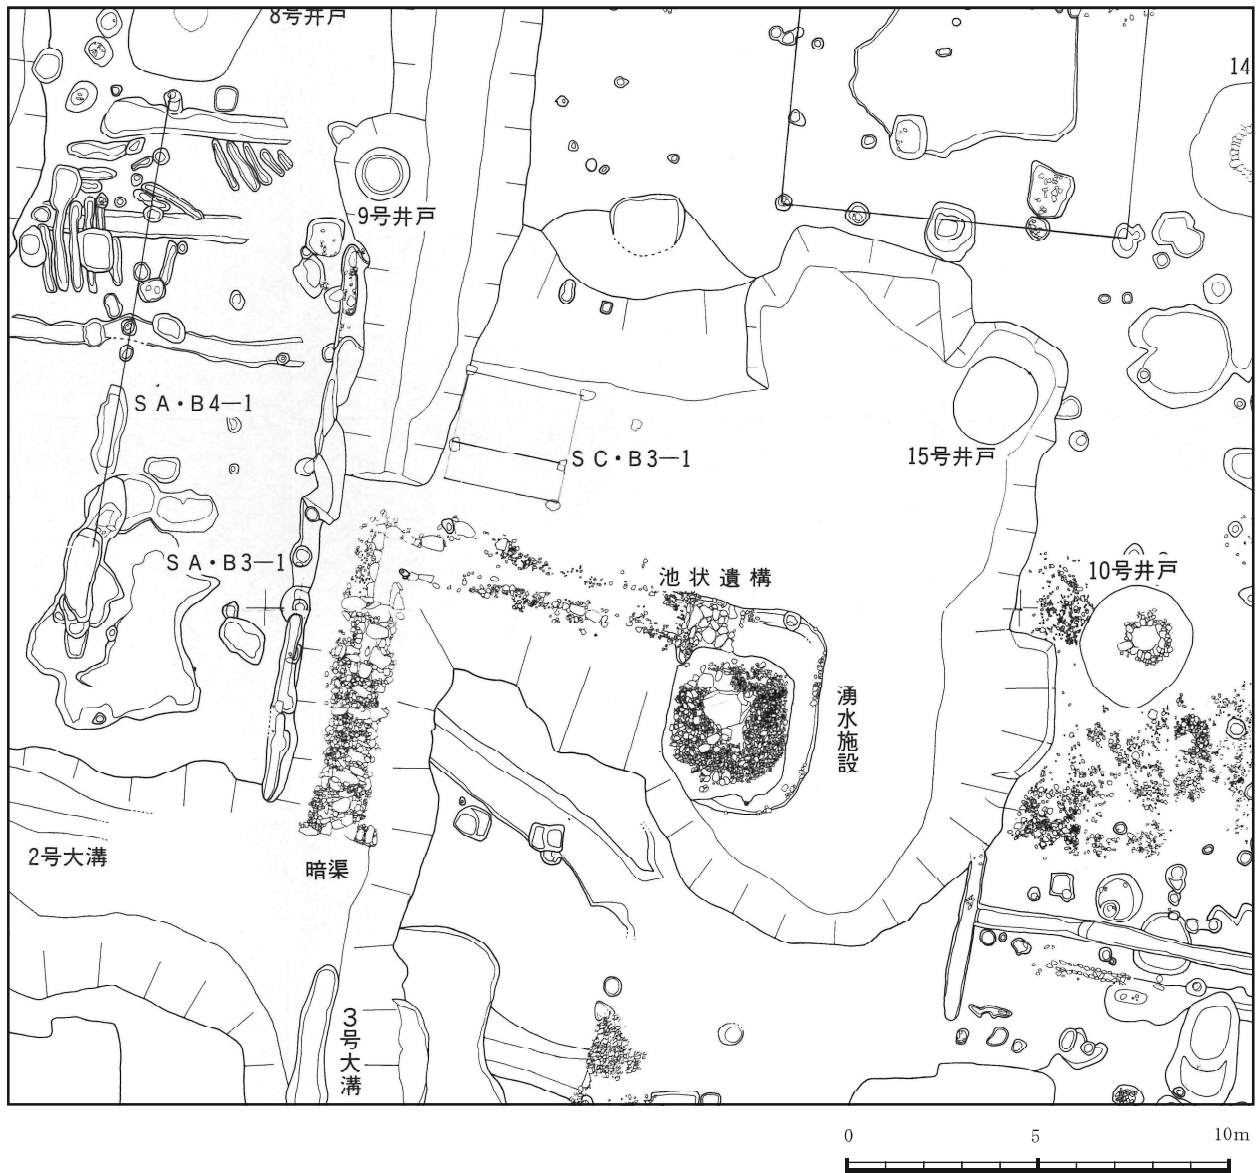 8号井戸
14
9号井戸
SA・B4—1
SC・B3—1
15号井戸
SA・B3—1
池状遺構
10号井戸
湧水施設
2号大溝
暗渠
3号大溝
0 5 10m